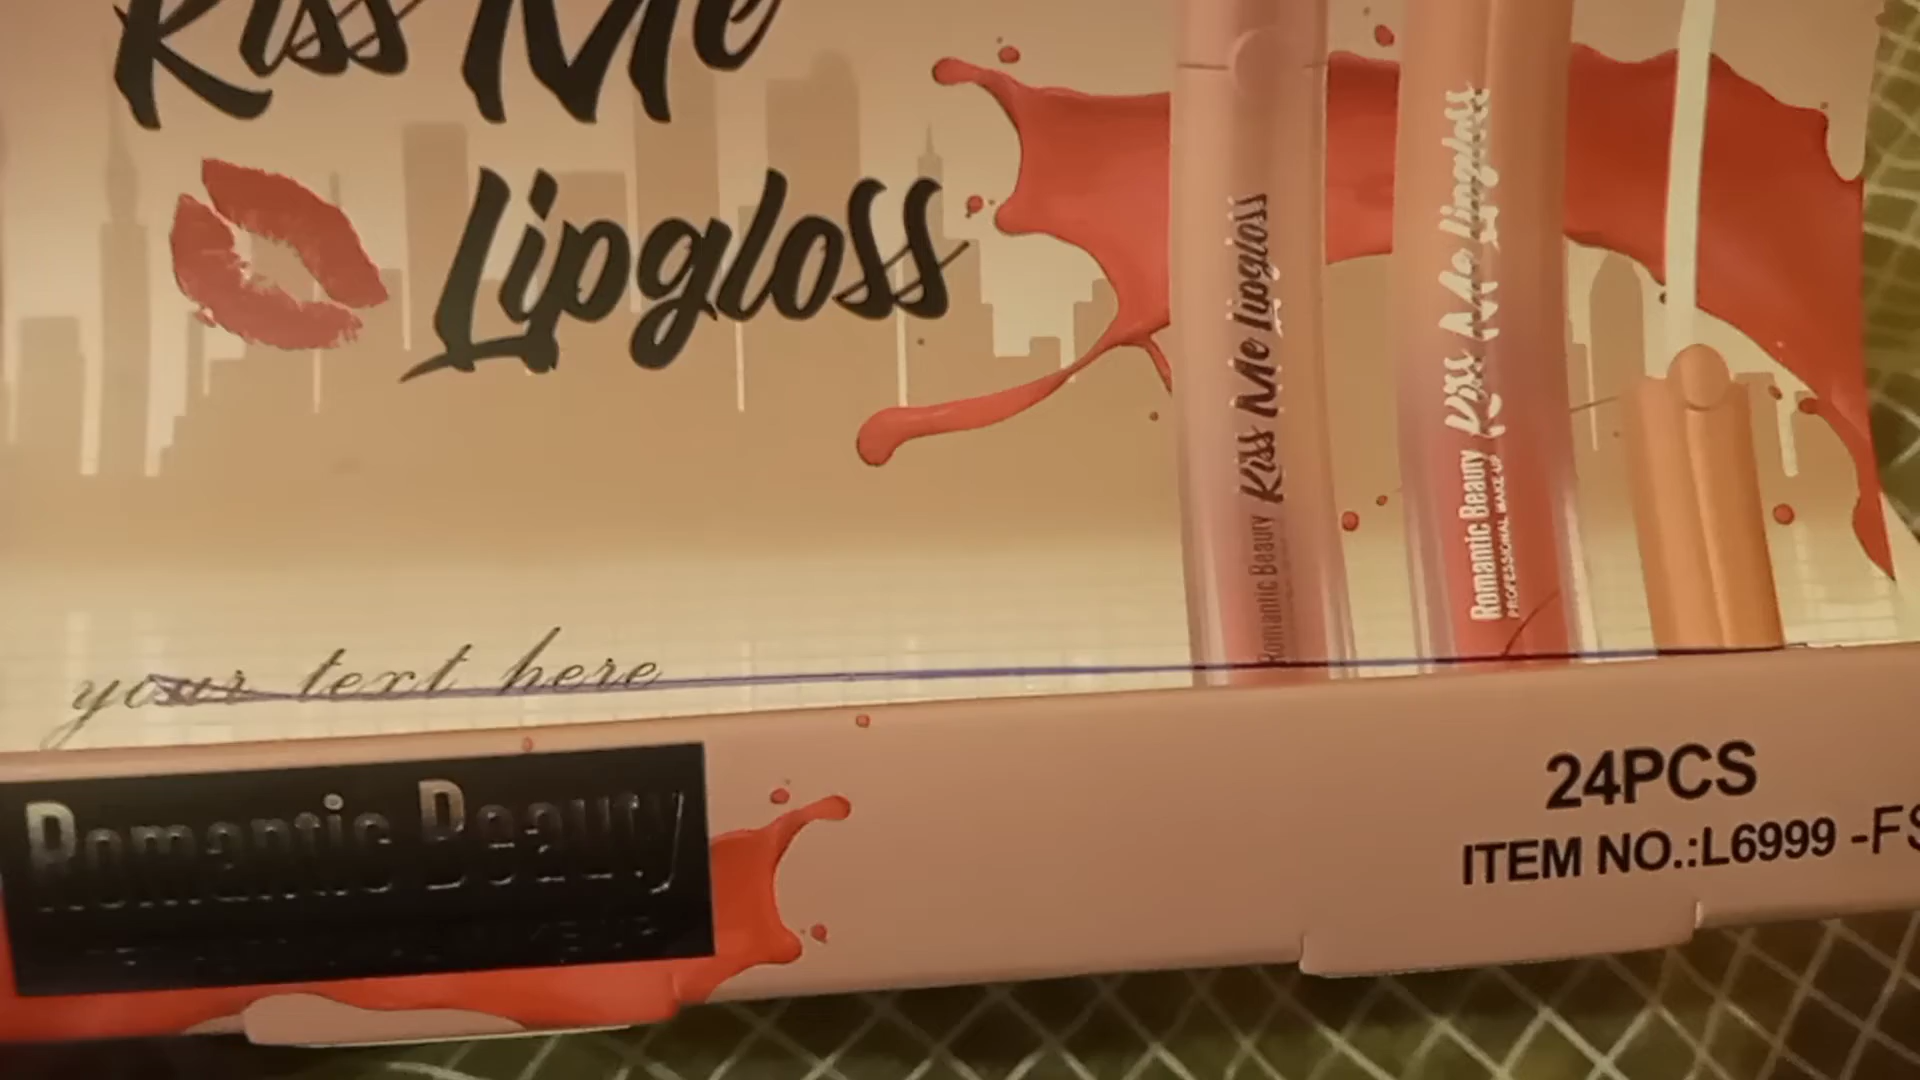 Kiss Me
Lipgloss
Kiss Me Lipgloss
Romantic Beauty
Kiss Me Lipgloss
Romantic Beauty
PROFESSIONAL MAKE-UP
your text here
Romantic Beauty
24PCS
ITEM NO.:L6999 -FS